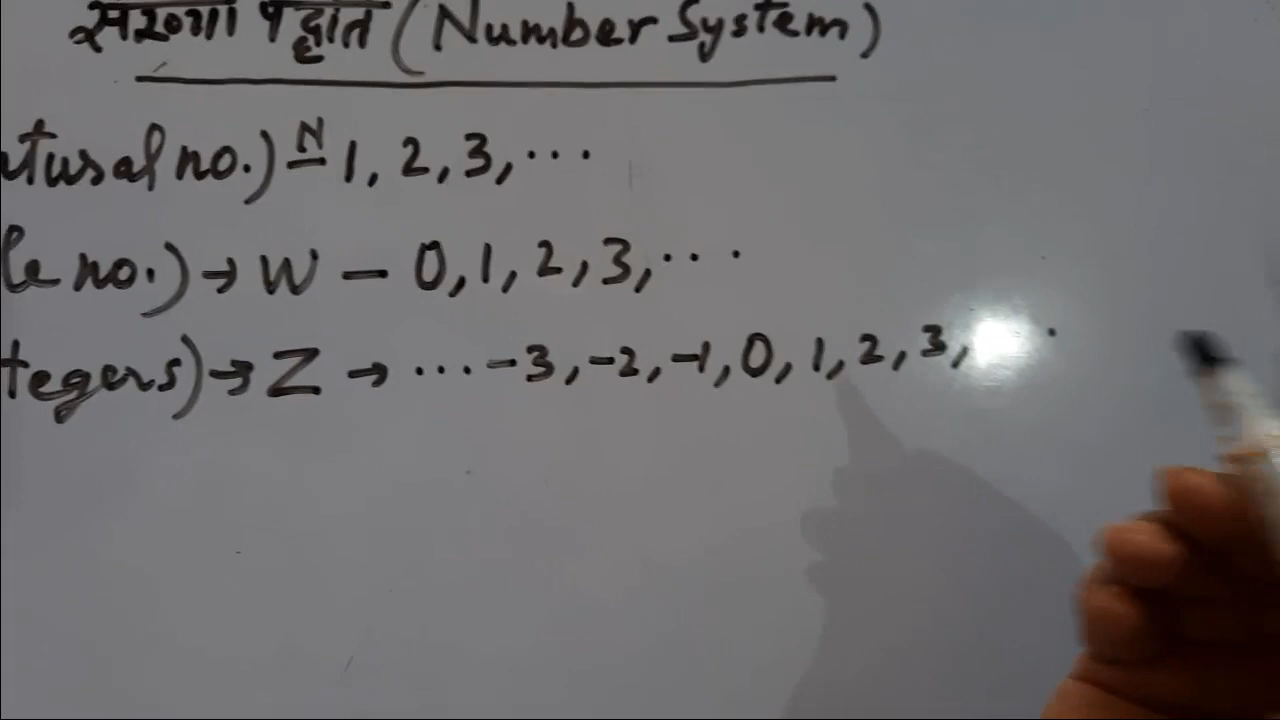 पद्धति (Number System)
atural no.) N – 1, 2, 3, ...
le no.) → W – 0, 1, 2, 3, ...
tegers) → Z → ... -3, -2, -1, 0, 1, 2, 3, ...